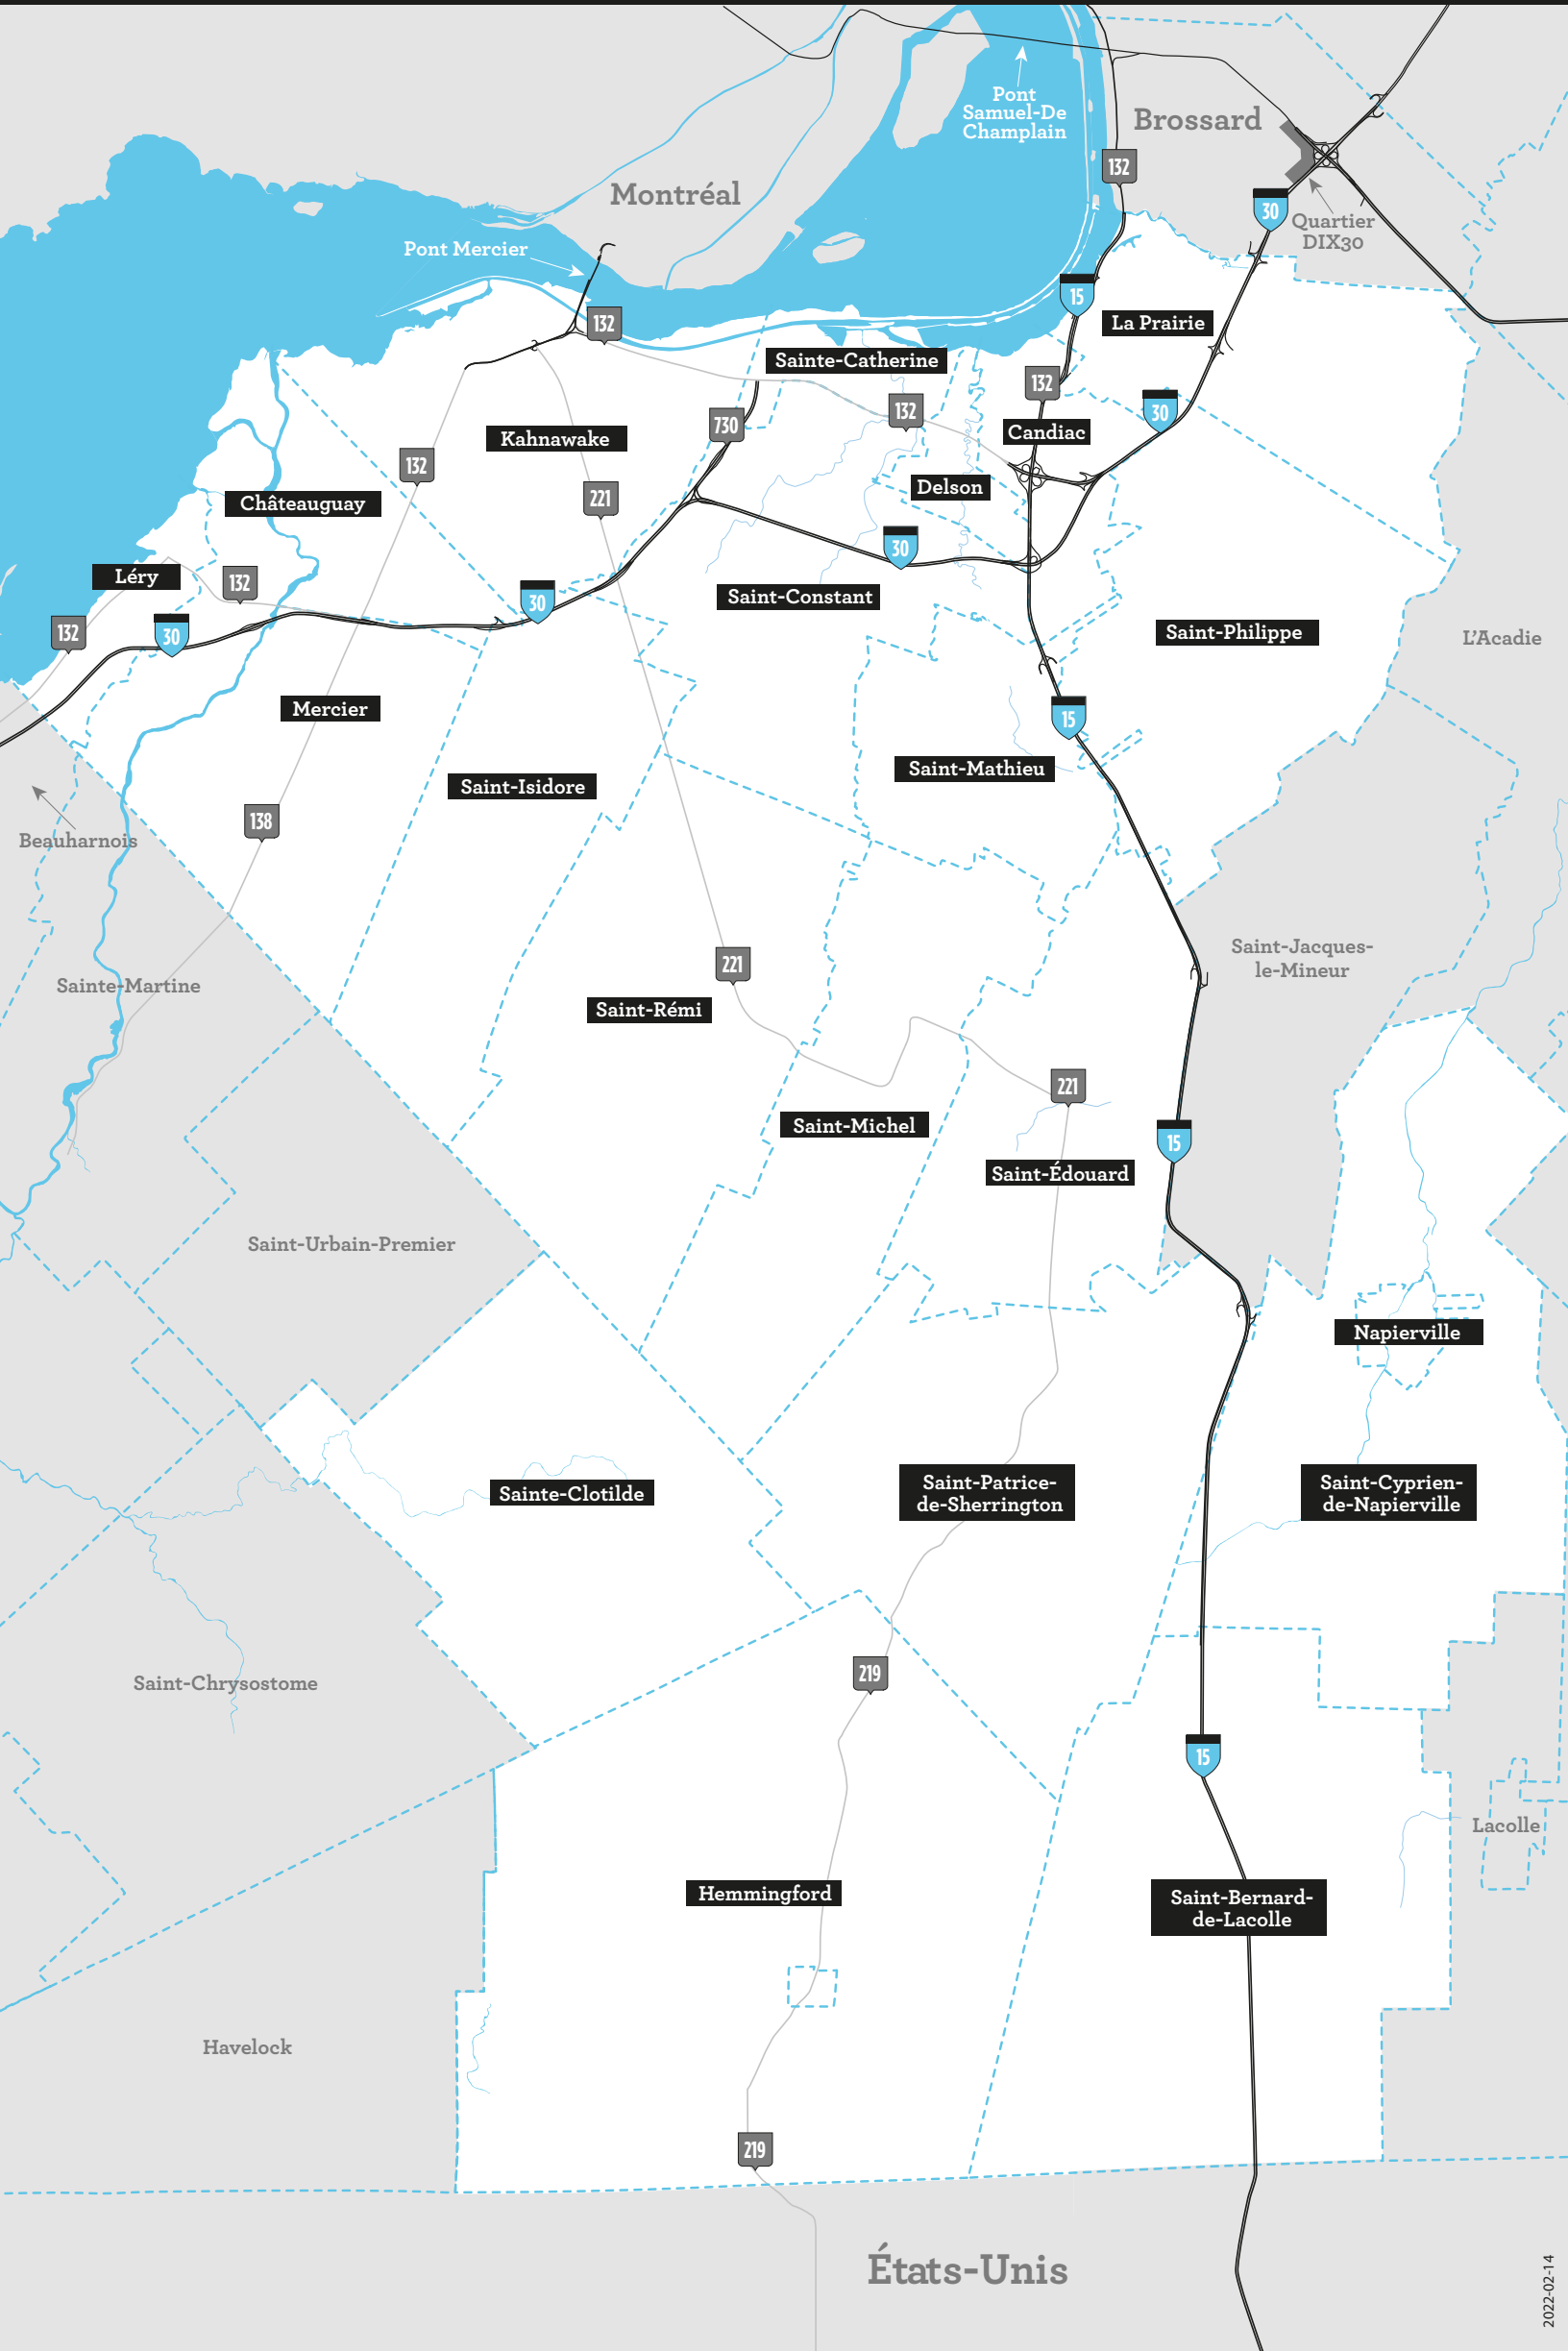 Pont
Samuel-De
Champlain
Brossard
132
Montréal
30
Quartier
DIX30
Pont Mercier
15
132
La Prairie
Sainte-Catherine
132
30
132
730
Candiac
Kahnawake
132
Delson
221
Châteauguay
30
Léry
132
30
Saint-Constant
132
30
Saint-Philippe
L'Acadie
Mercier
15
Saint-Mathieu
Saint-Isidore
138
Beauharnois
Saint-Jacques-
le-Mineur
221
Sainte-Martine
Saint-Rémi
221
Saint-Michel
15
Saint-Édouard
Saint-Urbain-Premier
Napierville
Sainte-Clotilde
Saint-Patrice-
de-Sherrington
Saint-Cyprien-
de-Napierville
219
Saint-Chrysostome
15
Lacolle
Hemmingford
Saint-Bernard-
de-Lacolle
Havelock
219
États-Unis
2022-02-14